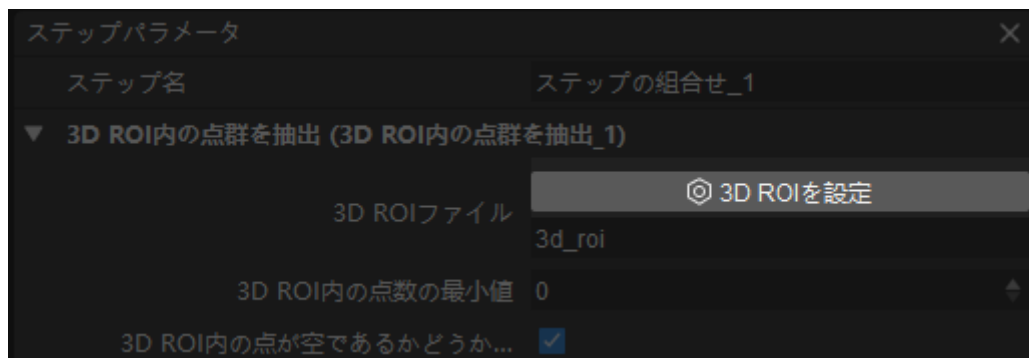 ステップパラメータ
ステップ名 ステップの組合せ_1
3D ROI内の点群を抽出 (3D ROI内の点群を抽出_1)
3D ROIファイル 3D ROIを設定
3d_roi
3D ROI内の点数の最小値 0
3D ROI内の点が空であるかどうか...